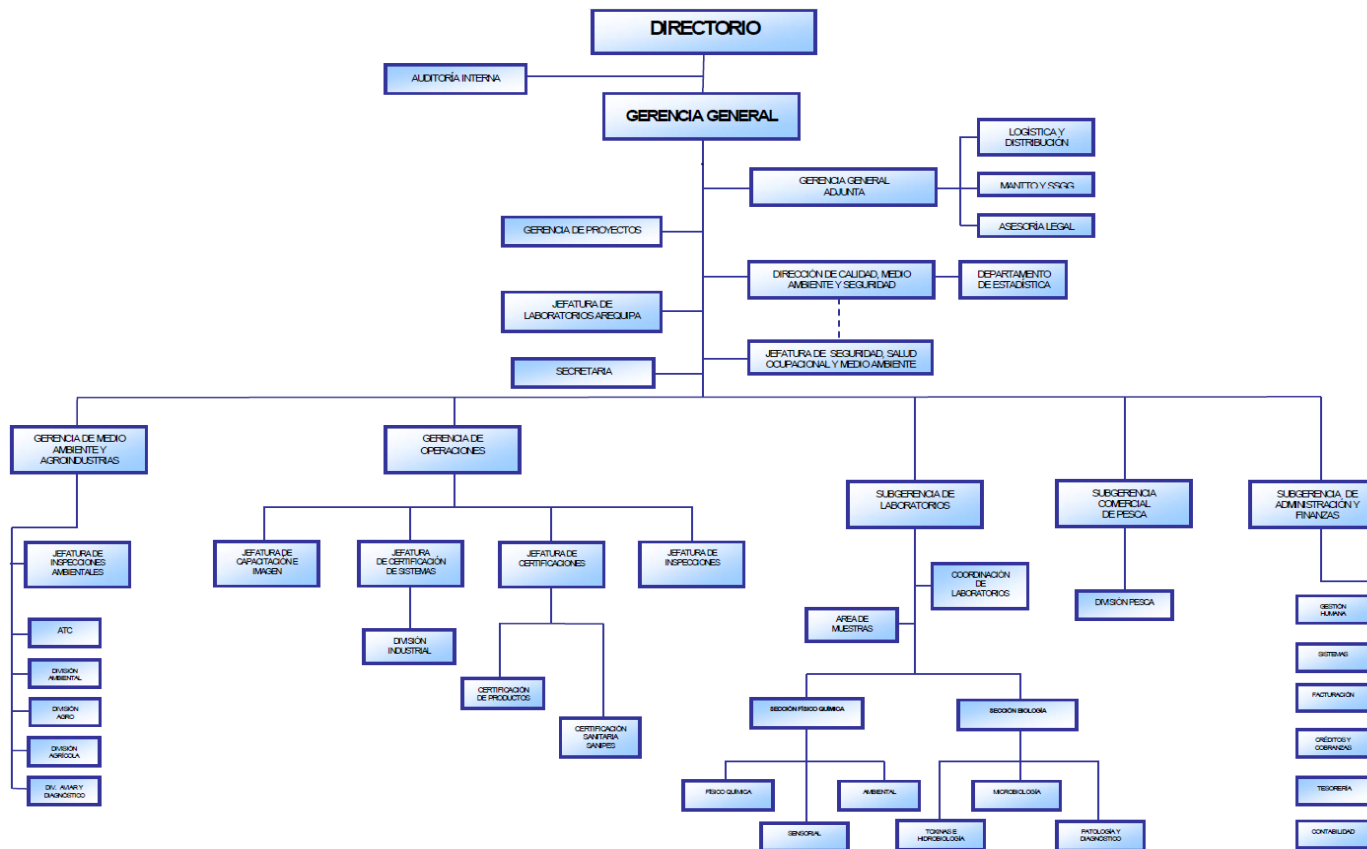 DIRECTORIO
AUDITORÍA INTERNA
GERENCIA GENERAL
LOGÍSTICA Y
DISTRIBUCIÓN
GERENCIA GENERAL
ADJUNTA
MANTTO Y SSGG
ASESORÍA LEGAL
GERENCIA DE PROYECTOS
DIRECCIÓN DE CALIDAD, MEDIO
AMBIENTE Y SEGURIDAD
DEPARTAMENTO
DE ESTADÍSTICA
JEFATURA DE
LABORATORIOS AREQUIPA
JEFATURA DE SEGURIDAD, SALUD
OCUPACIONAL Y MEDIO AMBIENTE
SECRETARIA
GERENCIA DE MEDIO
AMBIENTE Y
AGROINDUSTRIAS
GERENCIA DE
OPERACIONES
SUBGERENCIA DE
LABORATORIOS
SUBGERENCIA
COMERCIAL
DE PESCA
SUBGERENCIA DE
ADMINISTRACIÓN Y
FINANZAS
JEFATURA DE
INSPECCIONES
AMBIENTALES
JEFATURA DE
CAPACITACIÓN E
IMAGEN
JEFATURA
DE CERTIFICACIÓN
DE SISTEMAS
JEFATURA DE
CERTIFICACIONES
JEFATURA DE
INSPECCIONES
COORDINACIÓN
DE
LABORATORIOS
DIVISIÓN PESCA
GESTIÓN
HUMANA
AREA DE
MUESTRAS
ATC
DIVISIÓN
INDUSTRIAL
SISTEMAS
DIVISIÓN
AMBIENTAL
CERTIFICACIÓN
DE PRODUCTOS
FACTURACIÓN
DIVISIÓN
AGRO
SECCIÓN FÍSICO QUÍMICA
SECCIÓN BIOLOGÍA
CERTIFICACIÓN
SANITARIA
SANIPES
DIVISIÓN
AGRÍCOLA
CRÉDITOS Y
COBRANZAS
DIV. AVIAR Y
DIAGNÓSTICO
FÍSICO QUÍMICA
AMBIENTAL
MICROBIOLOGÍA
TESORERÍA
SENSORIAL
TOXINAS E
HIDROBIOLOGÍA
PATOLOGÍA Y
DIAGNÓSTICO
CONTABILIDAD